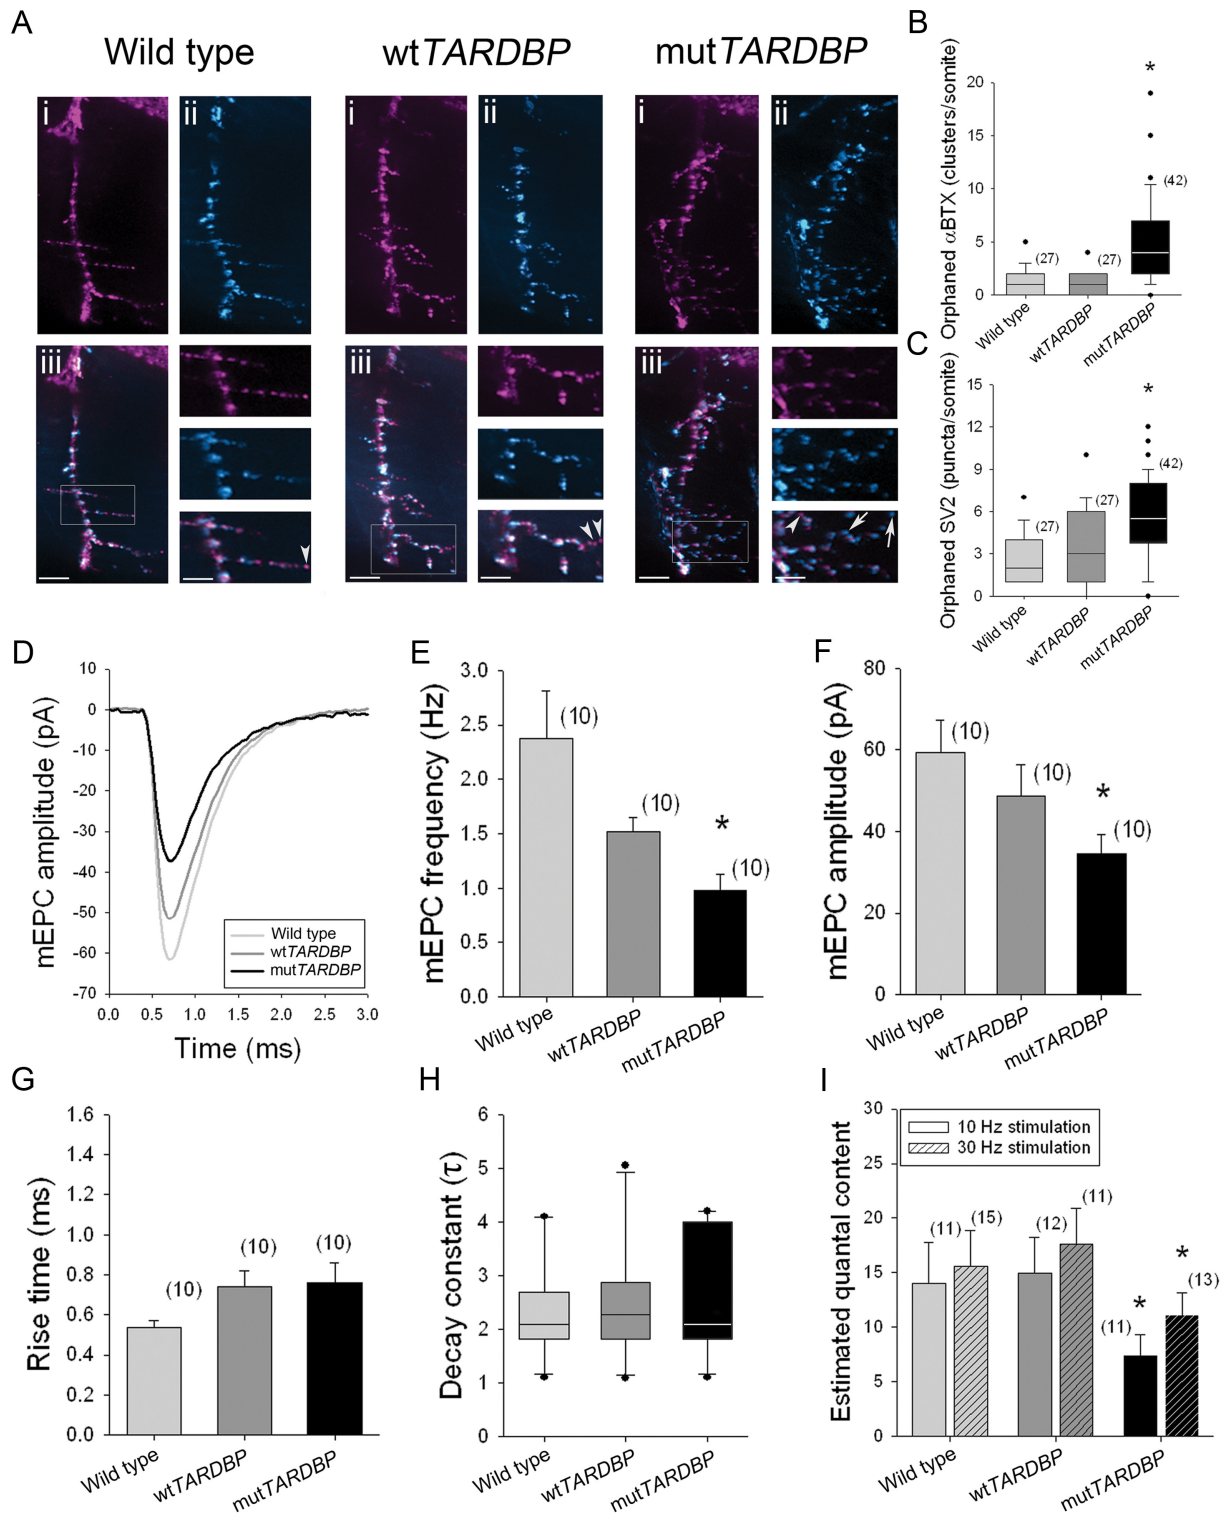 A
Wild type
wtTARDBP
mutTARDBP
i
ii
i
ii
i
ii
iii
iii
iii
B
Orphaned αBTX (clusters/somite)
20
15
10
5
0
(27)
(27)
*
(42)
Wild type
wtTARDBP
mutTARDBP
C
Orphaned SV2 (puncta/somite)
15
12
9
6
3
0
(27)
(27)
*
(42)
Wild type
wtTARDBP
mutTARDBP
D
mEPC amplitude (pA)
10
0
-10
-20
-30
-40
-50
-60
-70
Wild type
wtTARDBP
mutTARDBP
0.0 0.5 1.0 1.5 2.0 2.5 3.0
Time (ms)
E
mEPC frequency (Hz)
3.0
2.5
2.0
1.5
1.0
0.5
0.0
(10)
(10)
*
(10)
Wild type
wtTARDBP
mutTARDBP
F
mEPC amplitude (pA)
80
60
40
20
0
(10)
(10)
*
(10)
Wild type
wtTARDBP
mutTARDBP
G
Rise time (ms)
1.6
1.4
1.2
1.0
0.8
0.6
0.4
0.2
0.0
(10)
(10)
(10)
Wild type
wtTARDBP
mutTARDBP
H
Decay constant (τ)
6
5
4
3
2
1
0
Wild type
wtTARDBP
mutTARDBP
I
Estimated quantal content
30
25
20
15
10
5
0
10 Hz stimulation
30 Hz stimulation
(11)
(15)
(12)
(11)
(11)
*
*
(13)
Wild type
wtTARDBP
mutTARDBP